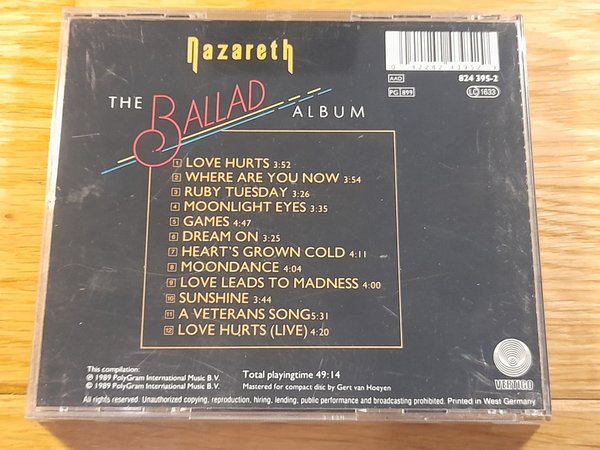 nazareth
THE BALLAD ALBUM
AAD
824 395-2
PG 899
LC 1633
1 LOVE HURTS 3:52
2 WHERE ARE YOU NOW 3:54
3 RUBY TUESDAY 3:26
4 MOONLIGHT EYES 3:35
5 GAMES 4:47
6 DREAM ON 3:25
7 HEART'S GROWN COLD 4:11
8 MOONDANCE 4:04
9 LOVE LEADS TO MADNESS 4:00
10 SUNSHINE 3:44
11 A VETERANS SONG 5:31
12 LOVE HURTS (LIVE) 4:20
This compilation:
℗ 1989 PolyGram International Music B.V.
© 1989 PolyGram International Music B.V.
Total playingtime 49:14
Mastered for compact disc by Gert van Hoeyen
VERTIGO
All rights reserved. Unauthorized copying, reproduction, hiring, lending, public performance and broadcasting prohibited. Printed in West Germany